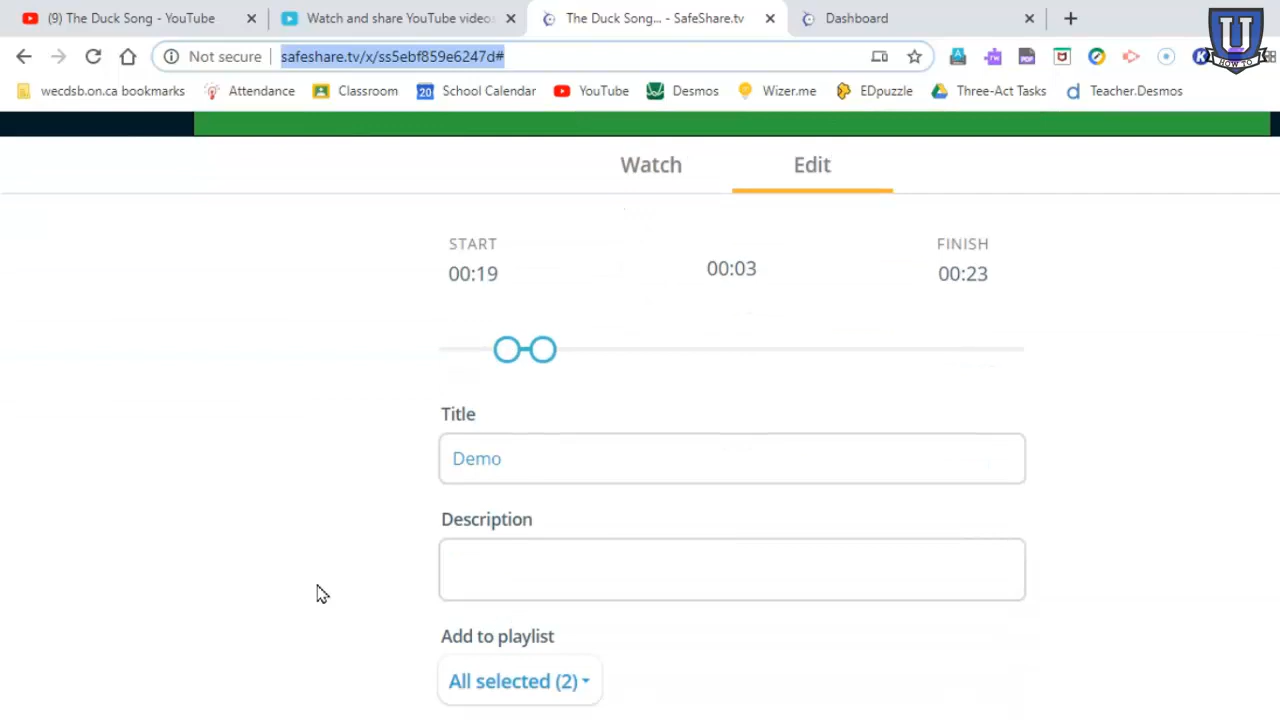 (9) The Duck Song - YouTube
Watch and share YouTube video
The Duck Song... - SafeShare.tv
Dashboard
Not secure
safeshare.tv/x/ss5ebf859e6247d#
U
HOW TO
wecdsb.on.ca bookmarks
Attendance
Classroom
20
School Calendar
YouTube
Desmos
Wizer.me
EDpuzzle
Three-Act Tasks
Teacher.Desmos
Watch
Edit
START
FINISH
00:19
00:03
00:23
Title
Demo
Description
Add to playlist
All selected (2)